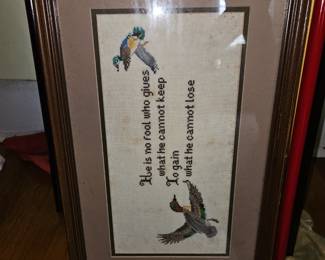 He is no fool who gives
what he cannot keep
To gain
what he cannot lose